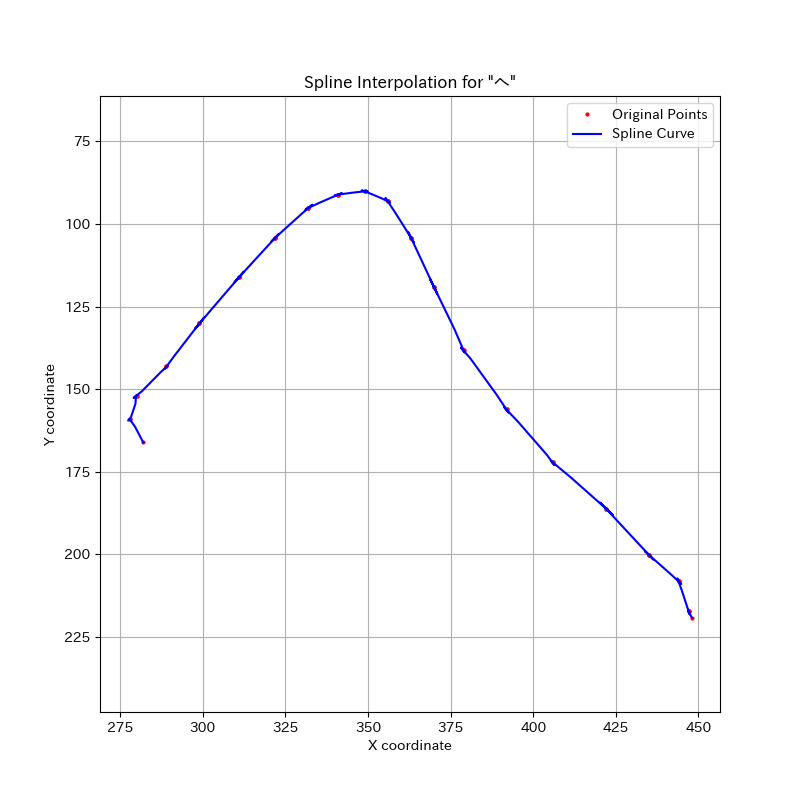 Spline Interpolation for "へ"
Original Points
Spline Curve
75
100
125
150
175
200
225
Y coordinate
275 300 325 350 375 400 425 450
X coordinate